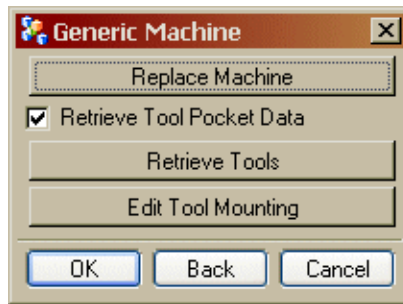 Generic Machine
Replace Machine
Retrieve Tool Pocket Data
Retrieve Tools
Edit Tool Mounting
OK Back Cancel